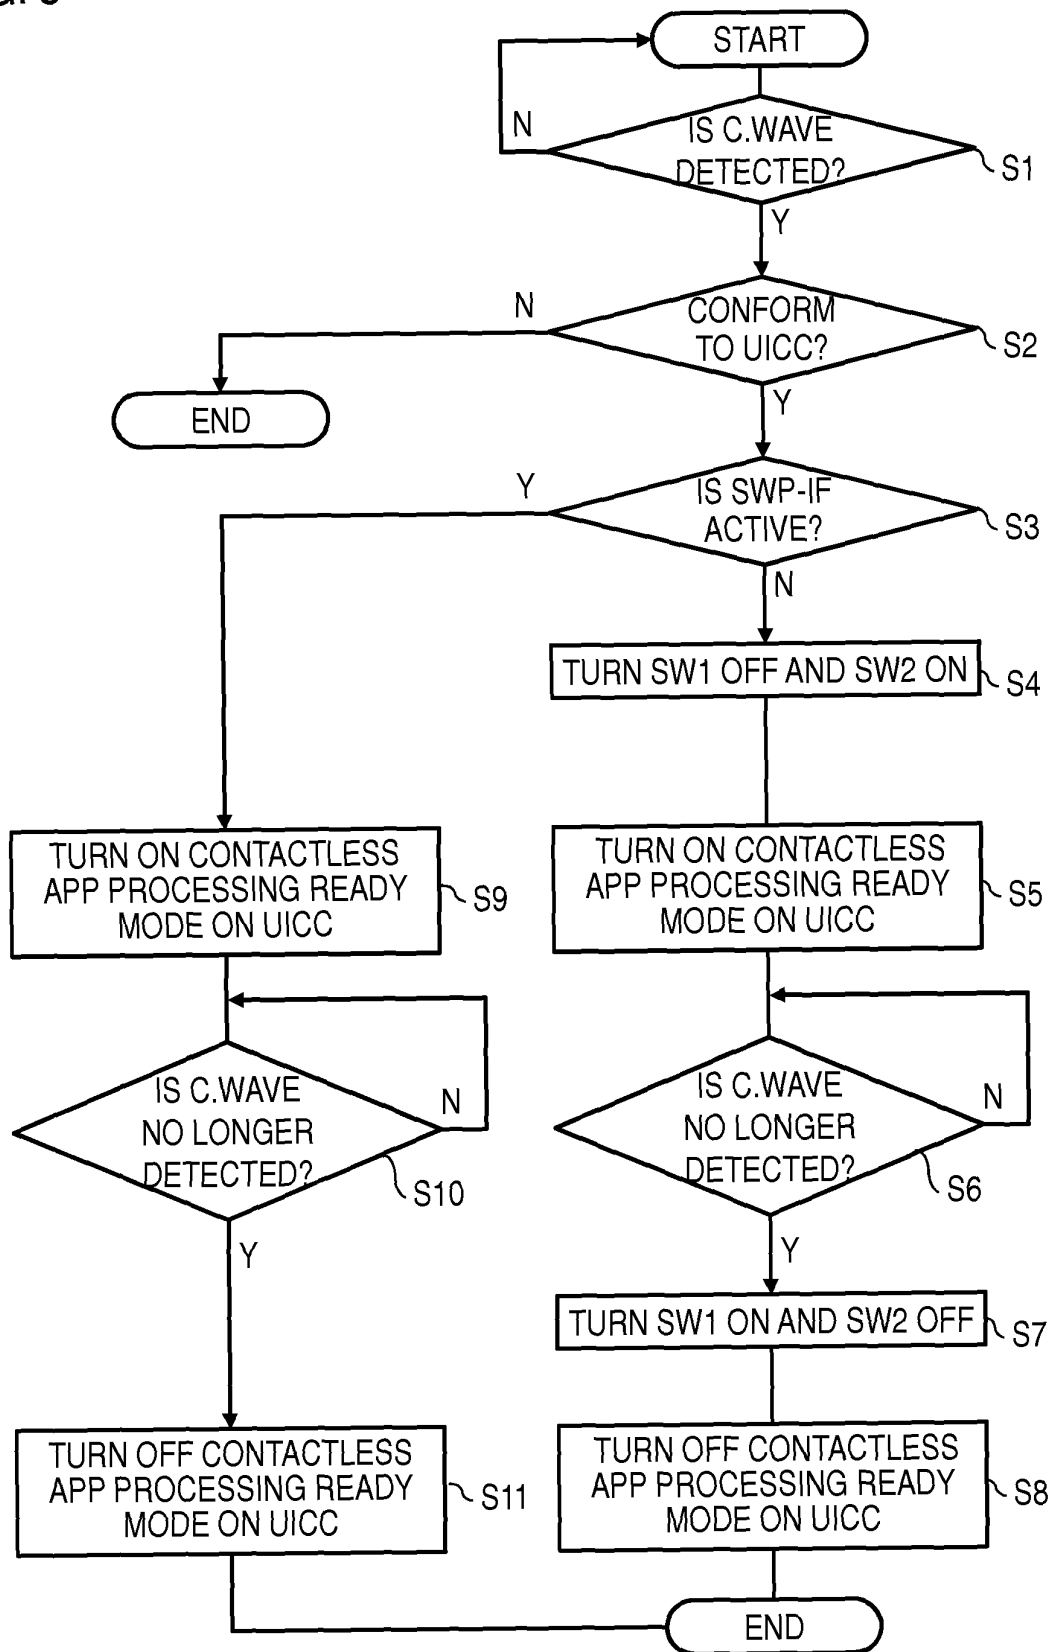 START
N
IS C.WAVE
DETECTED?
S1
Y
N
CONFORM
TO UICC?
S2
END
Y
Y
IS SWP-IF
ACTIVE?
S3
N
TURN SW1 OFF AND SW2 ON
S4
TURN ON CONTACTLESS
APP PROCESSING READY
MODE ON UICC
S9
TURN ON CONTACTLESS
APP PROCESSING READY
MODE ON UICC
S5
IS C.WAVE
NO LONGER
DETECTED?
N
S10
IS C.WAVE
NO LONGER
DETECTED?
N
S6
Y
Y
TURN SW1 ON AND SW2 OFF
S7
TURN OFF CONTACTLESS
APP PROCESSING READY
MODE ON UICC
S11
TURN OFF CONTACTLESS
APP PROCESSING READY
MODE ON UICC
S8
END